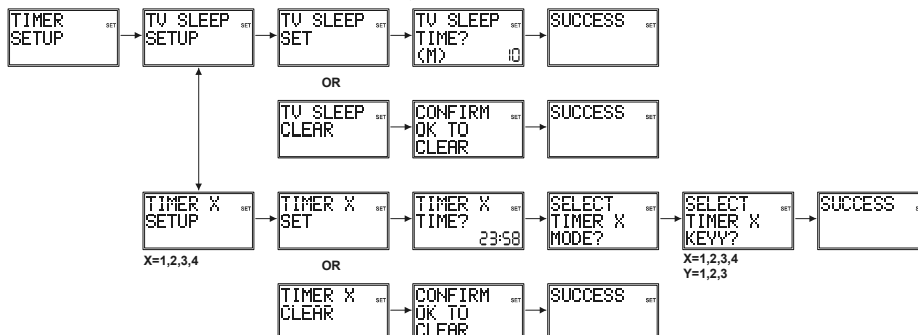 TIMER SET
SETUP
TV SLEEP SET
SETUP
TV SLEEP SET
SET
TV SLEEP SET
TIME?
(M) 10
SUCCESS SET
OR
TV SLEEP SET
CLEAR
CONFIRM SET
OK TO
CLEAR
SUCCESS SET
TIMER X SET
SETUP
X=1,2,3,4
TIMER X SET
SET
TIMER X SET
TIME?
23:58
SELECT SET
TIMER X
MODE?
SELECT SET
TIMER X
KEYY?
X=1,2,3,4
Y=1,2,3
SUCCESS
OR
TIMER X SET
CLEAR
CONFIRM SET
OK TO
CLEAR
SUCCESS SET